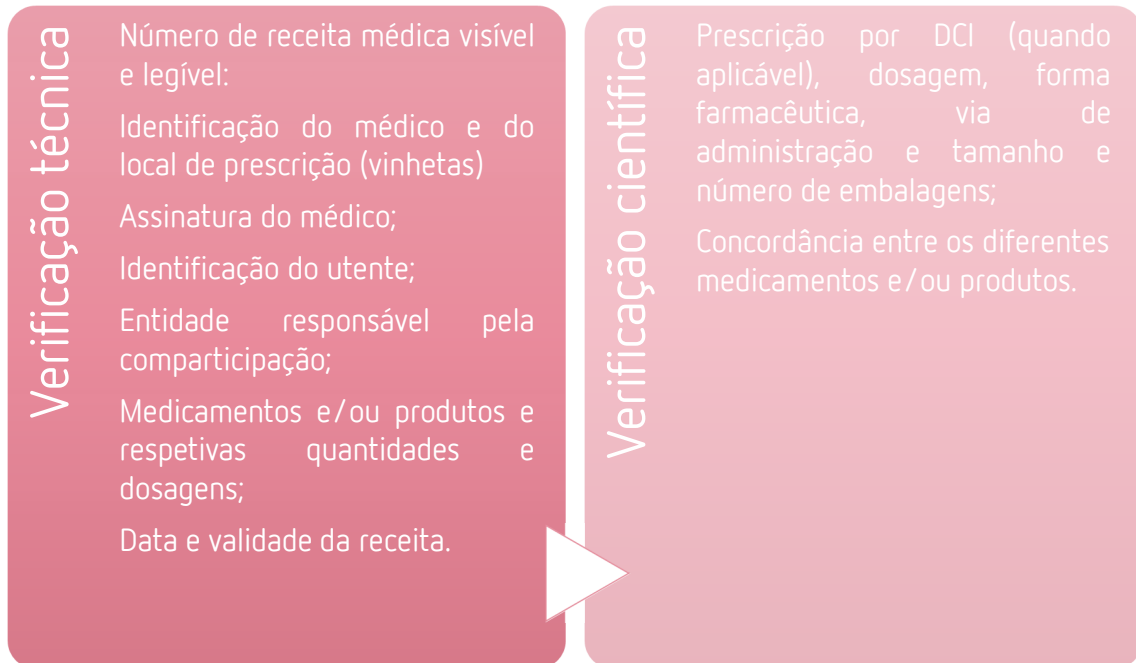 Verificação técnica
Número de receita médica visível
e legível:
Identificação do médico e do
local de prescrição (vinhetas)
Assinatura do médico;
Identificação do utente;
Entidade responsável pela
comparticipação;
Medicamentos e/ou produtos e
respetivas quantidades e
dosagens;
Data e validade da receita.
Verificação científica
Prescrição por DCI (quando
aplicável), dosagem, forma
farmacêutica, via de
administração e tamanho e
número de embalagens;
Concordância entre os diferentes
medicamentos e/ou produtos.